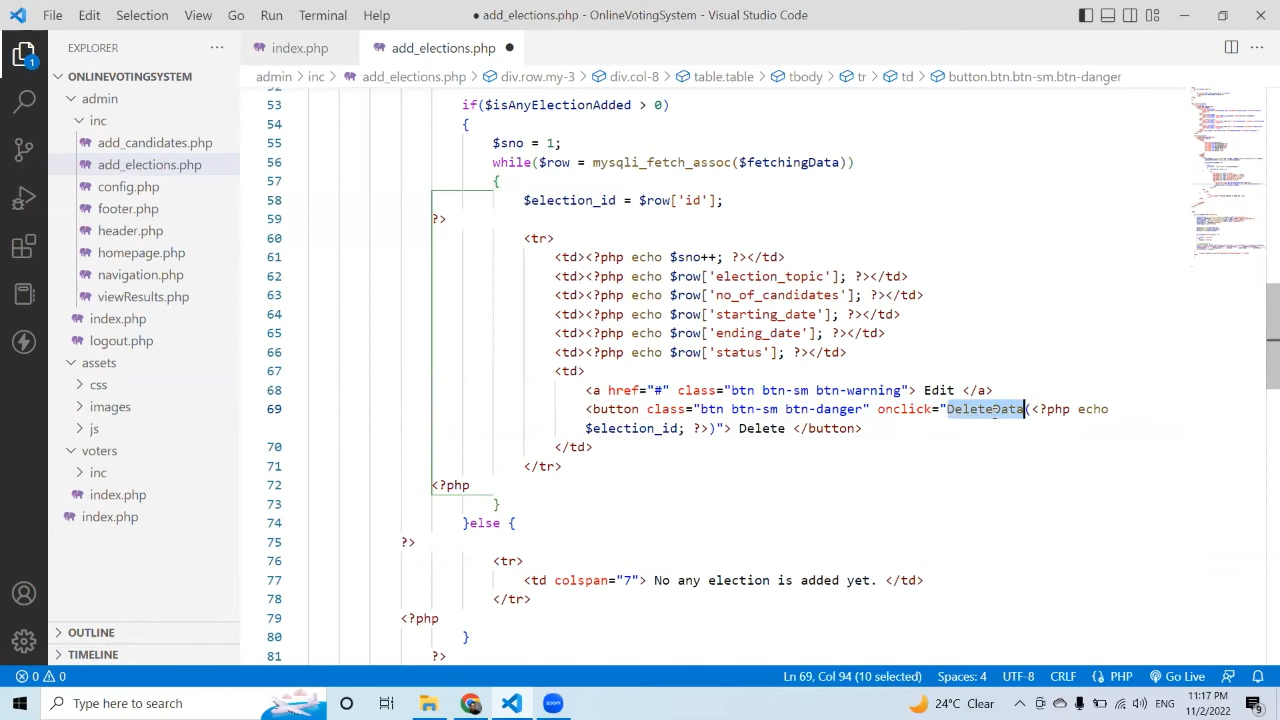 File Edit Selection View Go Run Terminal Help
add_elections.php - OnlineVotingSystem - Visual Studio Code
EXPLORER
index.php
add_elections.php
ONLINEVOTINGSYSTEM
admin > inc > add_elections.php > div.row.my-3 > div.col-8 > table.table > tbody > tr > td > button.btn.btn-sm.btn-danger
admin
inc
candidates.php
elections.php
config.php
footer.php
header.php
homepage.php
navigation.php
viewResults.php
index.php
logout.php
assets
css
images
js
voters
inc
index.php
index.php
OUTLINE
TIMELINE
53 if($isAnyElectionAdded > 0)
54 {
55 $sno = 1;
56 while($row = mysqli_fetch_assoc($fetchingData))
57 {
58 $election_id = $row['id'];
59 ?>
60 <tr>
61 <td><?php echo $sno++; ?></td>
62 <td><?php echo $row['election_topic']; ?></td>
63 <td><?php echo $row['no_of_candidates']; ?></td>
64 <td><?php echo $row['starting_date']; ?></td>
65 <td><?php echo $row['ending_date']; ?></td>
66 <td><?php echo $row['status']; ?></td>
67 <td>
68 <a href="#" class="btn btn-sm btn-warning"> Edit </a>
69 <button class="btn btn-sm btn-danger" onclick="DeleteData(<?php echo
$election_id; ?>)"> Delete </button>
70 </td>
71 </tr>
72 <?php
73 }
74 }else {
75 ?>
76 <tr>
77 <td colspan="7"> No any election is added yet. </td>
78 </tr>
79 <?php
80 }
81 ?>
0 0
Ln 69, Col 94 (10 selected) Spaces: 4 UTF-8 CRLF PHP Go Live
Type here to search
zoom
24°C Clear
11:17 PM
11/2/2022
9